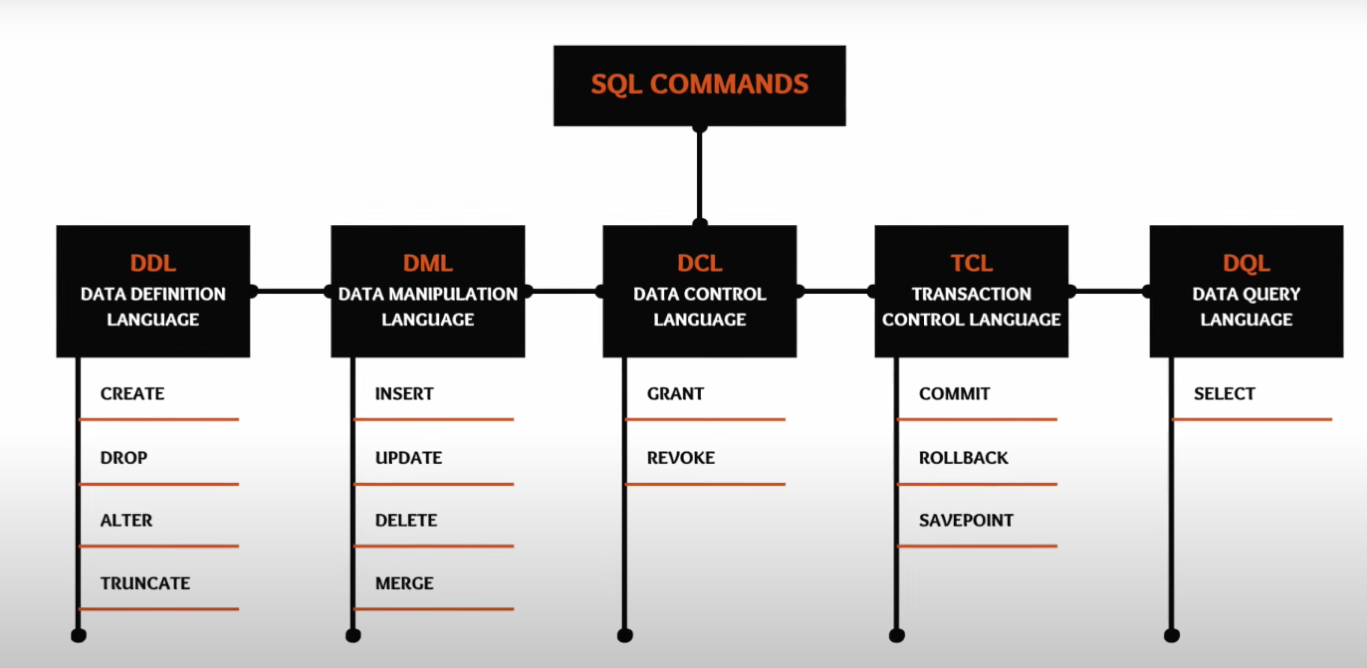 SQL COMMANDS
DDL
DATA DEFINITION
LANGUAGE
CREATE
DROP
ALTER
TRUNCATE
DML
DATA MANIPULATION
LANGUAGE
INSERT
UPDATE
DELETE
MERGE
DCL
DATA CONTROL
LANGUAGE
GRANT
REVOKE
TCL
TRANSACTION
CONTROL LANGUAGE
COMMIT
ROLLBACK
SAVEPOINT
DQL
DATA QUERY
LANGUAGE
SELECT